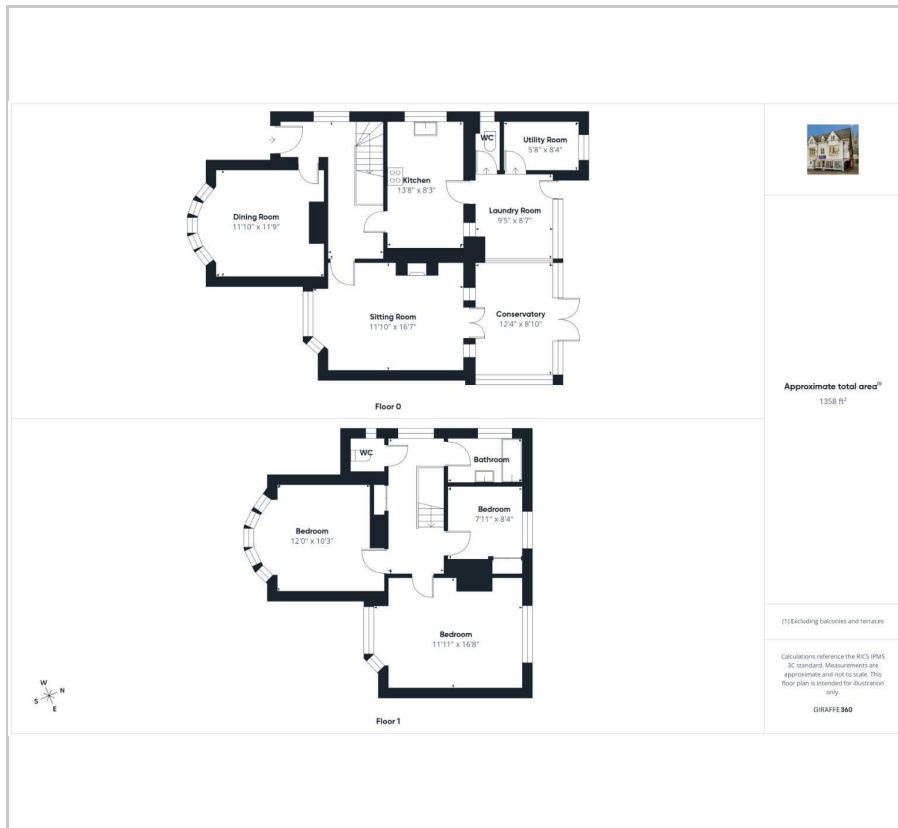 WC
Utility Room
5'8" x 8'4"
Kitchen
13'8" x 8'3"
Dining Room
11'10" x 11'9"
Laundry Room
9'5" x 8'7"
Sitting Room
11'10" x 16'7"
Conservatory
12'4" x 8'10"
Floor 0
WC
Bathroom
Bedroom
7'11" x 8'4"
Bedroom
12'0" x 10'3"
Bedroom
11'11" x 16'8"
W
N
S
E
Floor 1
Approximate total area(1)
1358 ft²
(1) Excluding balconies and terraces
Calculations reference the RICS IPMS
3C standard. Measurements are
approximate and not to scale. This
floor plan is intended for illustration
only.
GIRAFFE360